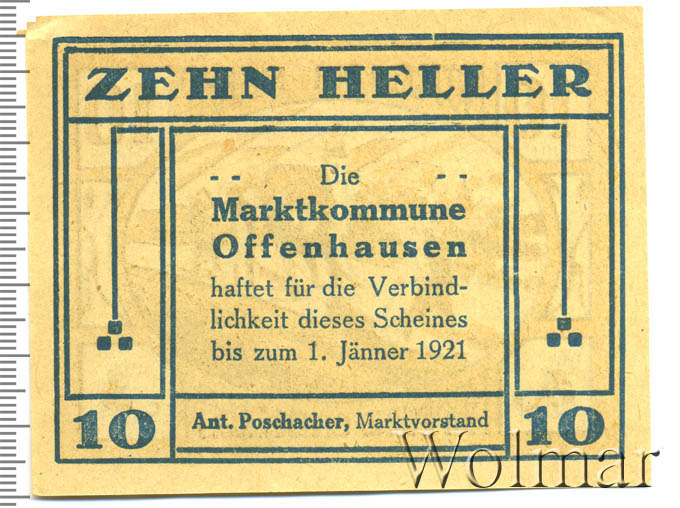 ZEHN HELLER
-- Die --
Marktkommune
Offenhausen
haftet für die Verbind-
lichkeit dieses Scheines
bis zum 1. Jänner 1921
10 Ant. Poschacher, Marktvorstand 10
Wolmar